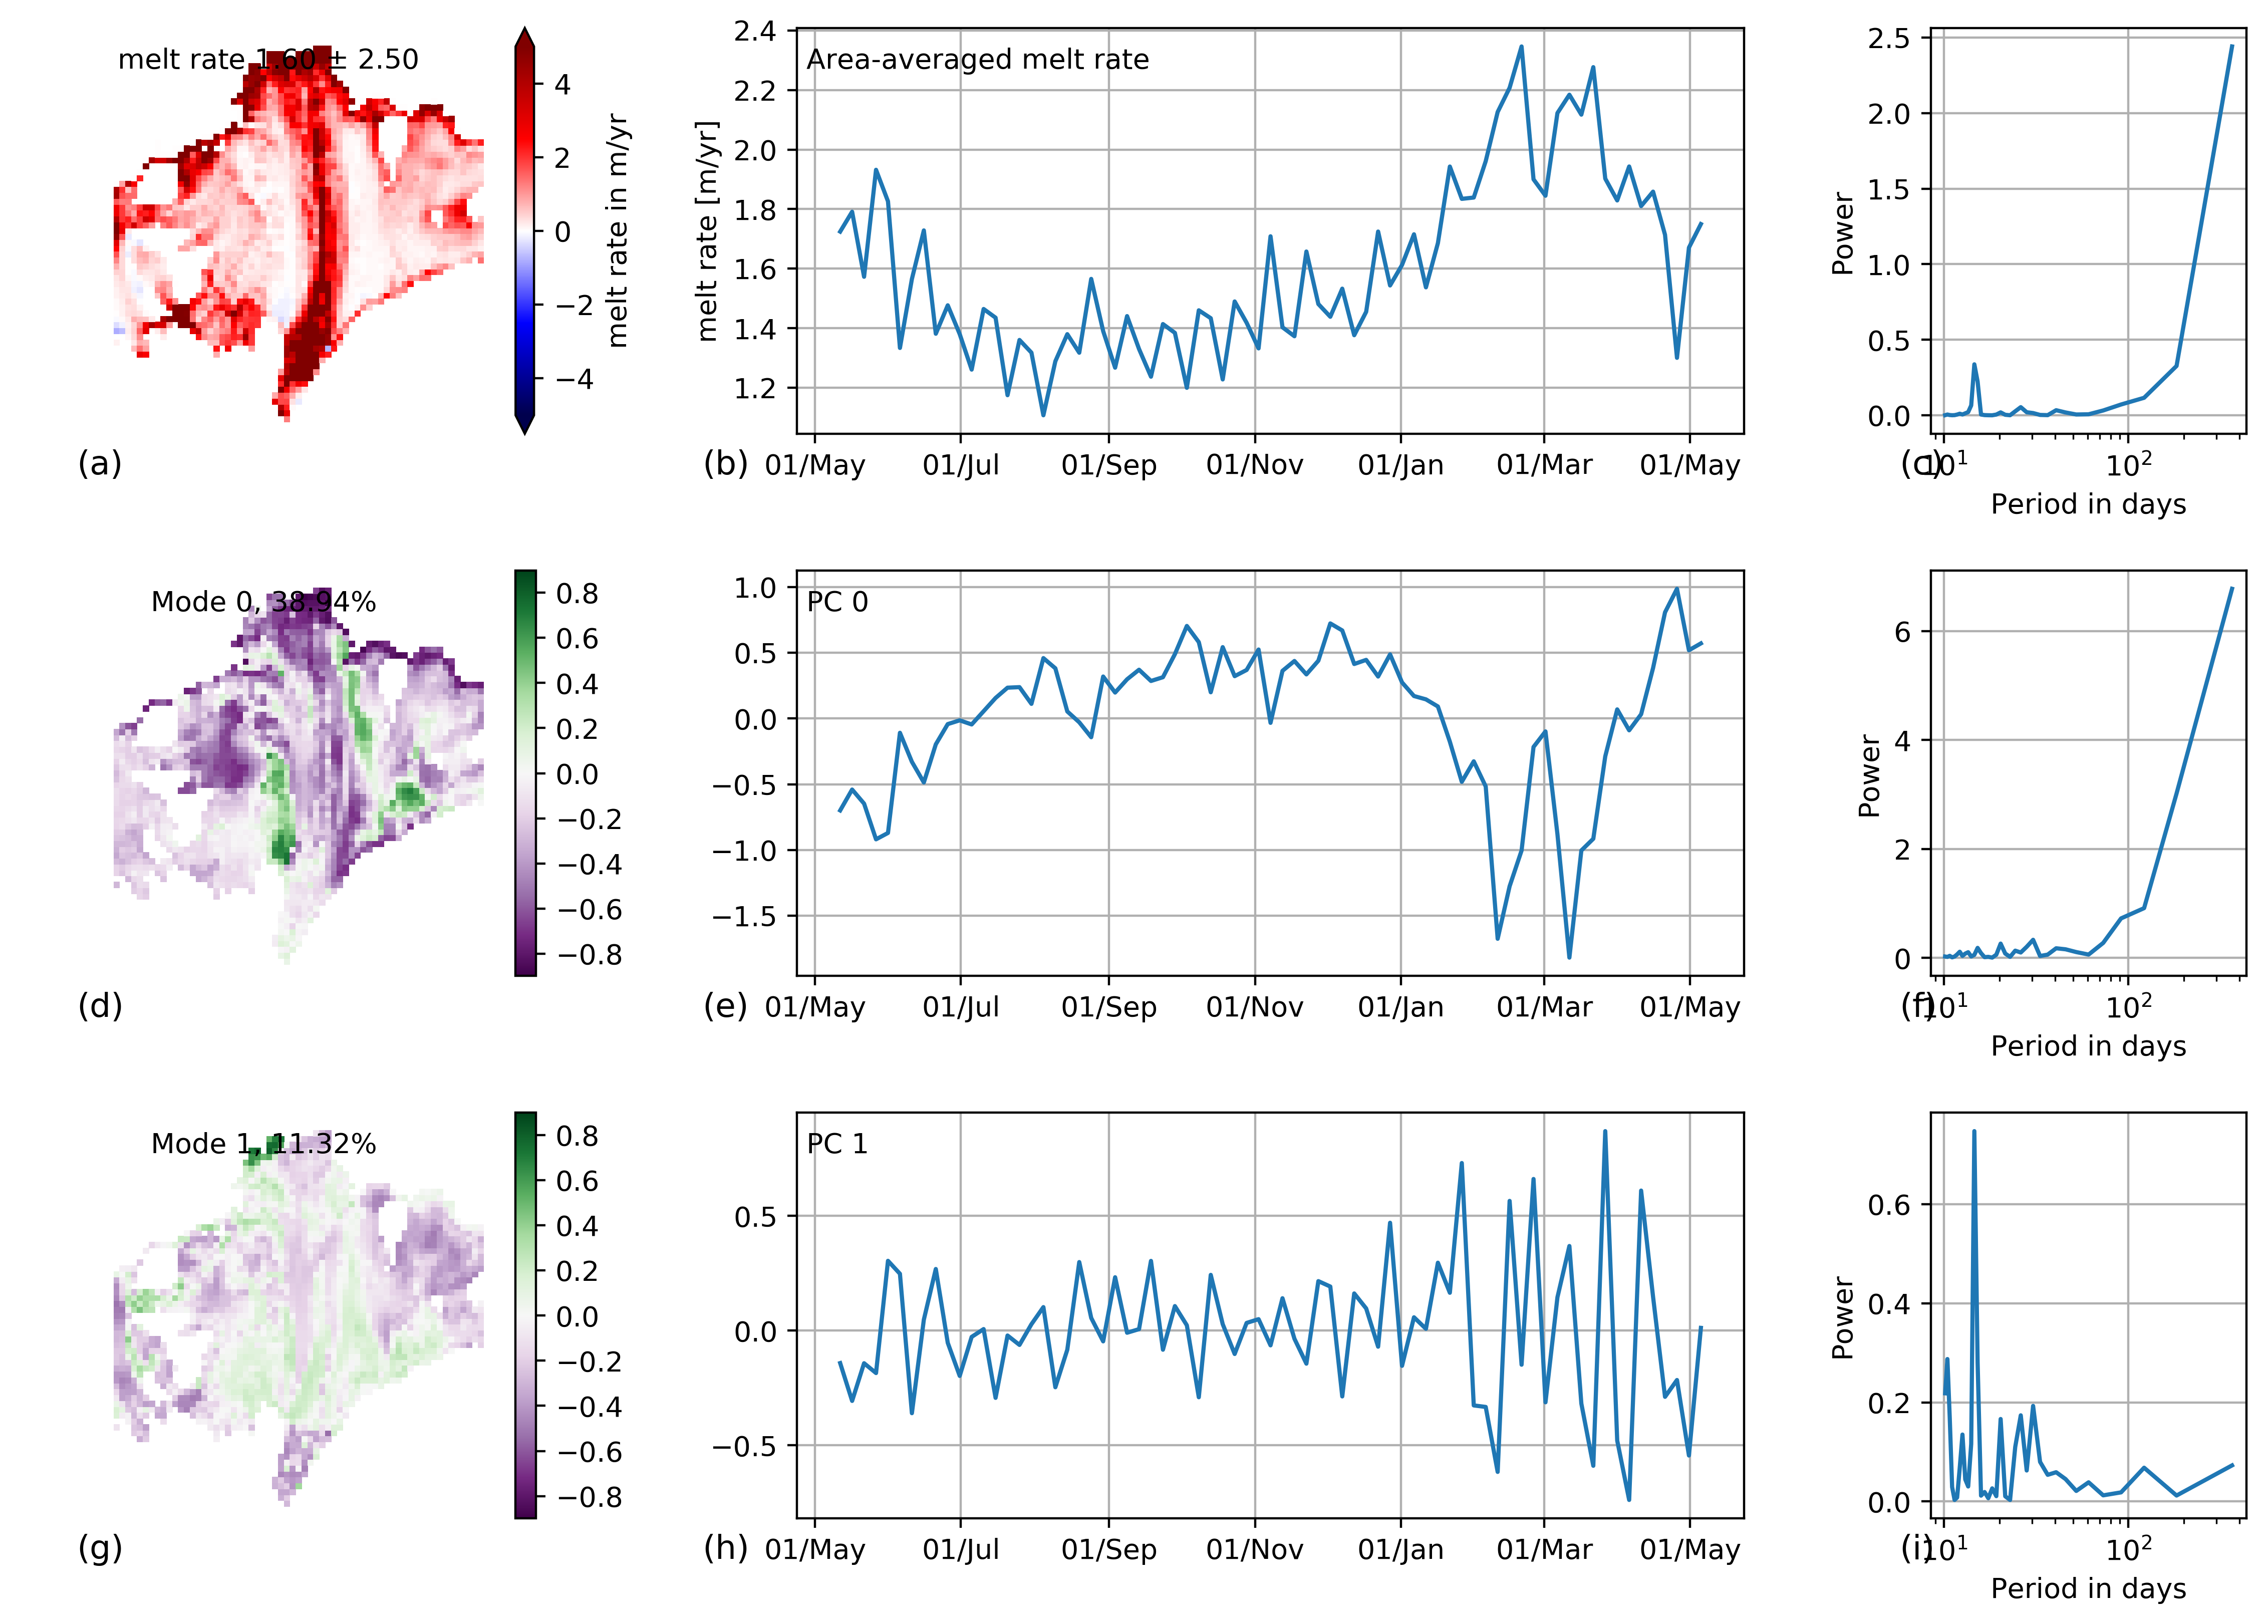 melt rate 1.60 ± 2.50
4
2
0
−2
−4
melt rate in m/yr
(a)
Area-averaged melt rate
melt rate [m/yr]
2.4
2.2
2.0
1.8
1.6
1.4
1.2
(b)
01/May 01/Jul 01/Sep 01/Nov 01/Jan 01/Mar 01/May
Power
2.5
2.0
1.5
1.0
0.5
0.0
(c)
10¹ 10²
Period in days
Mode 0, 38.94%
0.8
0.6
0.4
0.2
0.0
−0.2
−0.4
−0.6
−0.8
(d)
PC 0
1.0
0.5
0.0
−0.5
−1.0
−1.5
(e)
01/May 01/Jul 01/Sep 01/Nov 01/Jan 01/Mar 01/May
Power
6
4
2
0
(f)
10¹ 10²
Period in days
Mode 1, 11.32%
0.8
0.6
0.4
0.2
0.0
−0.2
−0.4
−0.6
−0.8
(g)
PC 1
0.5
0.0
−0.5
(h)
01/May 01/Jul 01/Sep 01/Nov 01/Jan 01/Mar 01/May
Power
0.6
0.4
0.2
0.0
(i)
10¹ 10²
Period in days